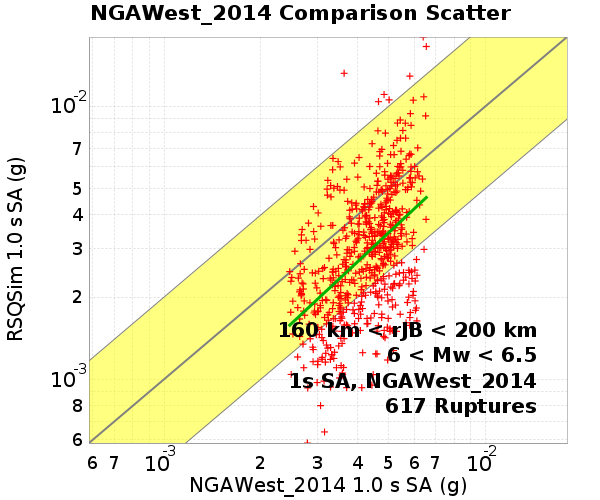 NGAWest_2014 Comparison Scatter
RSQSim 1.0 s SA (g)
10-2
7
5
4
3
2
10-3
8
6
160 km < rJB < 200 km
6 < Mw < 6.5
1s SA, NGAWest_2014
617 Ruptures
6 7 10-3 2 3 4 5 6 7 10-2
NGAWest_2014 1.0 s SA (g)